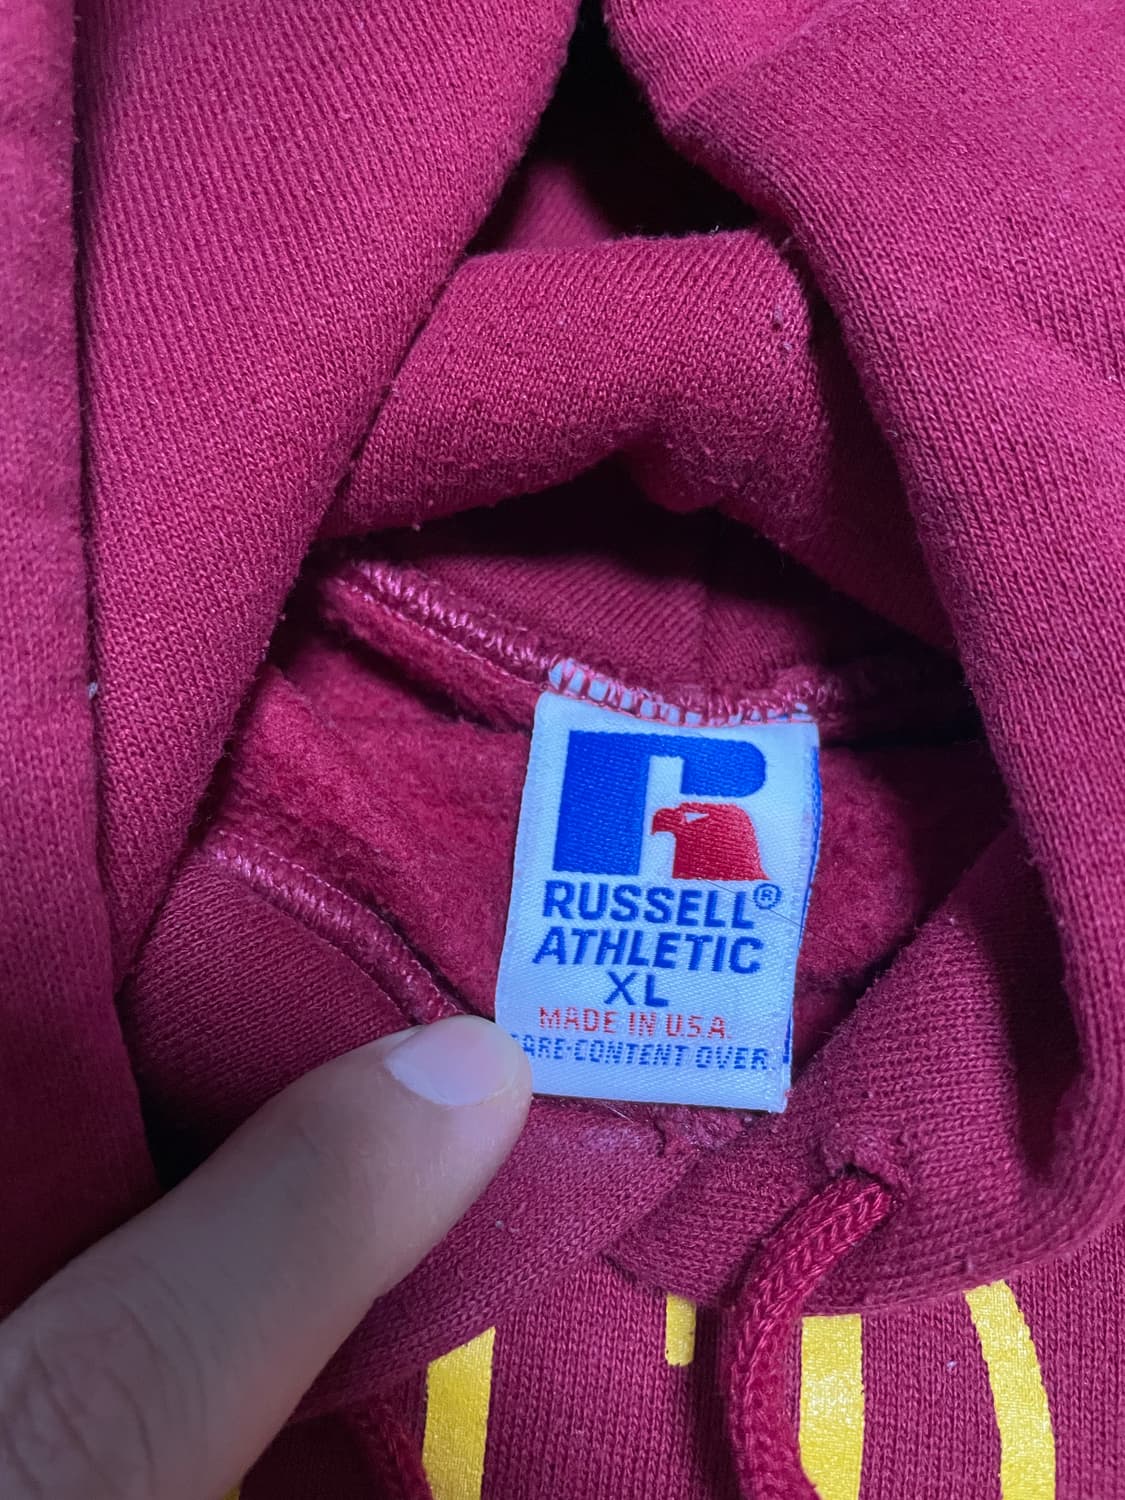 RUSSELL®
ATHLETIC
XL
MADE IN U.S.A.
CARE·CONTENT OVER